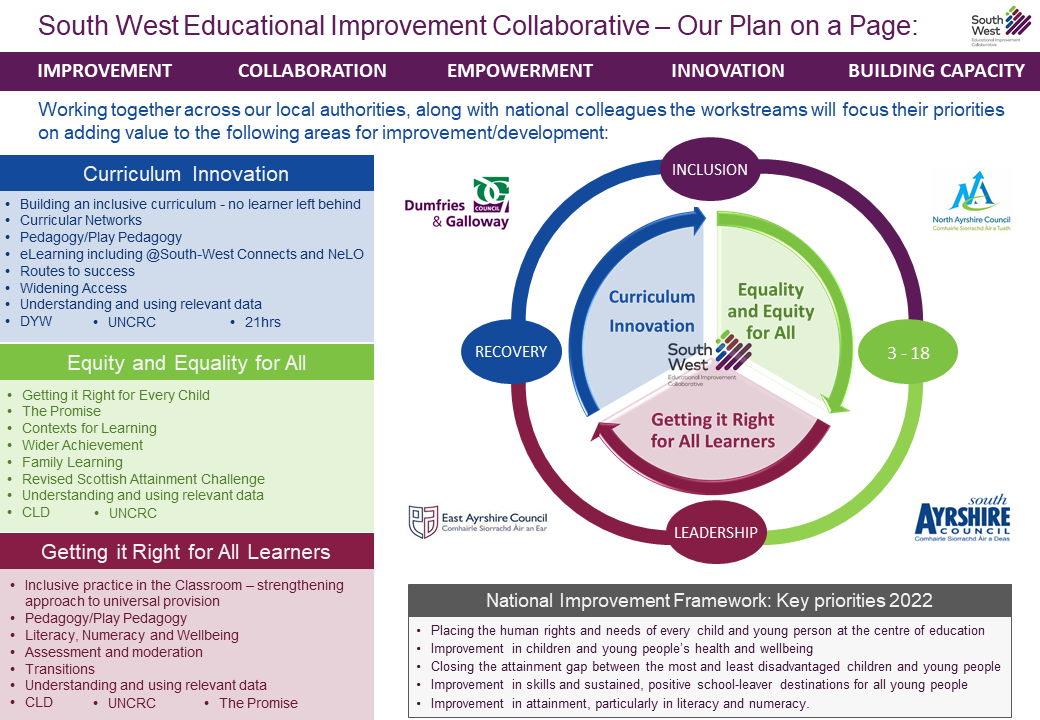 South West Educational Improvement Collaborative – Our Plan on a Page:
South
West
Educational Improvement
Collaborative
IMPROVEMENT COLLABORATION EMPOWERMENT INNOVATION BUILDING CAPACITY
Working together across our local authorities, along with national colleagues the workstreams will focus their priorities
on adding value to the following areas for improvement/development:
Curriculum Innovation
• Building an inclusive curriculum - no learner left behind
• Curricular Networks
• Pedagogy/Play Pedagogy
• eLearning including @South-West Connects and NeLO
• Routes to success
• Widening Access
• Understanding and using relevant data
• DYW • UNCRC • 21hrs
Equity and Equality for All
• Getting it Right for Every Child
• The Promise
• Contexts for Learning
• Wider Achievement
• Family Learning
• Revised Scottish Attainment Challenge
• Understanding and using relevant data
• CLD • UNCRC
Getting it Right for All Learners
• Inclusive practice in the Classroom – strengthening
approach to universal provision
• Pedagogy/Play Pedagogy
• Literacy, Numeracy and Wellbeing
• Assessment and moderation
• Transitions
• Understanding and using relevant data
• CLD • UNCRC • The Promise
Dumfries
COUNCIL
& Galloway
INCLUSION
NA
North Ayrshire Council
Comhairle Siorrachd Àir a Tuath
Curriculum
Innovation
Equality
and Equity
for All
RECOVERY
South
West
Educational Improvement
Collaborative
3 - 18
Getting it Right
for All Learners
East Ayrshire Council
Comhairle Siorrachd Àir an Ear
LEADERSHIP
south
AYRSHIRE
COUNCIL
Comhairle Siorrachd Àir a Deas
National Improvement Framework: Key priorities 2022
• Placing the human rights and needs of every child and young person at the centre of education
• Improvement in children and young people's health and wellbeing
• Closing the attainment gap between the most and least disadvantaged children and young people
• Improvement in skills and sustained, positive school-leaver destinations for all young people
• Improvement in attainment, particularly in literacy and numeracy.